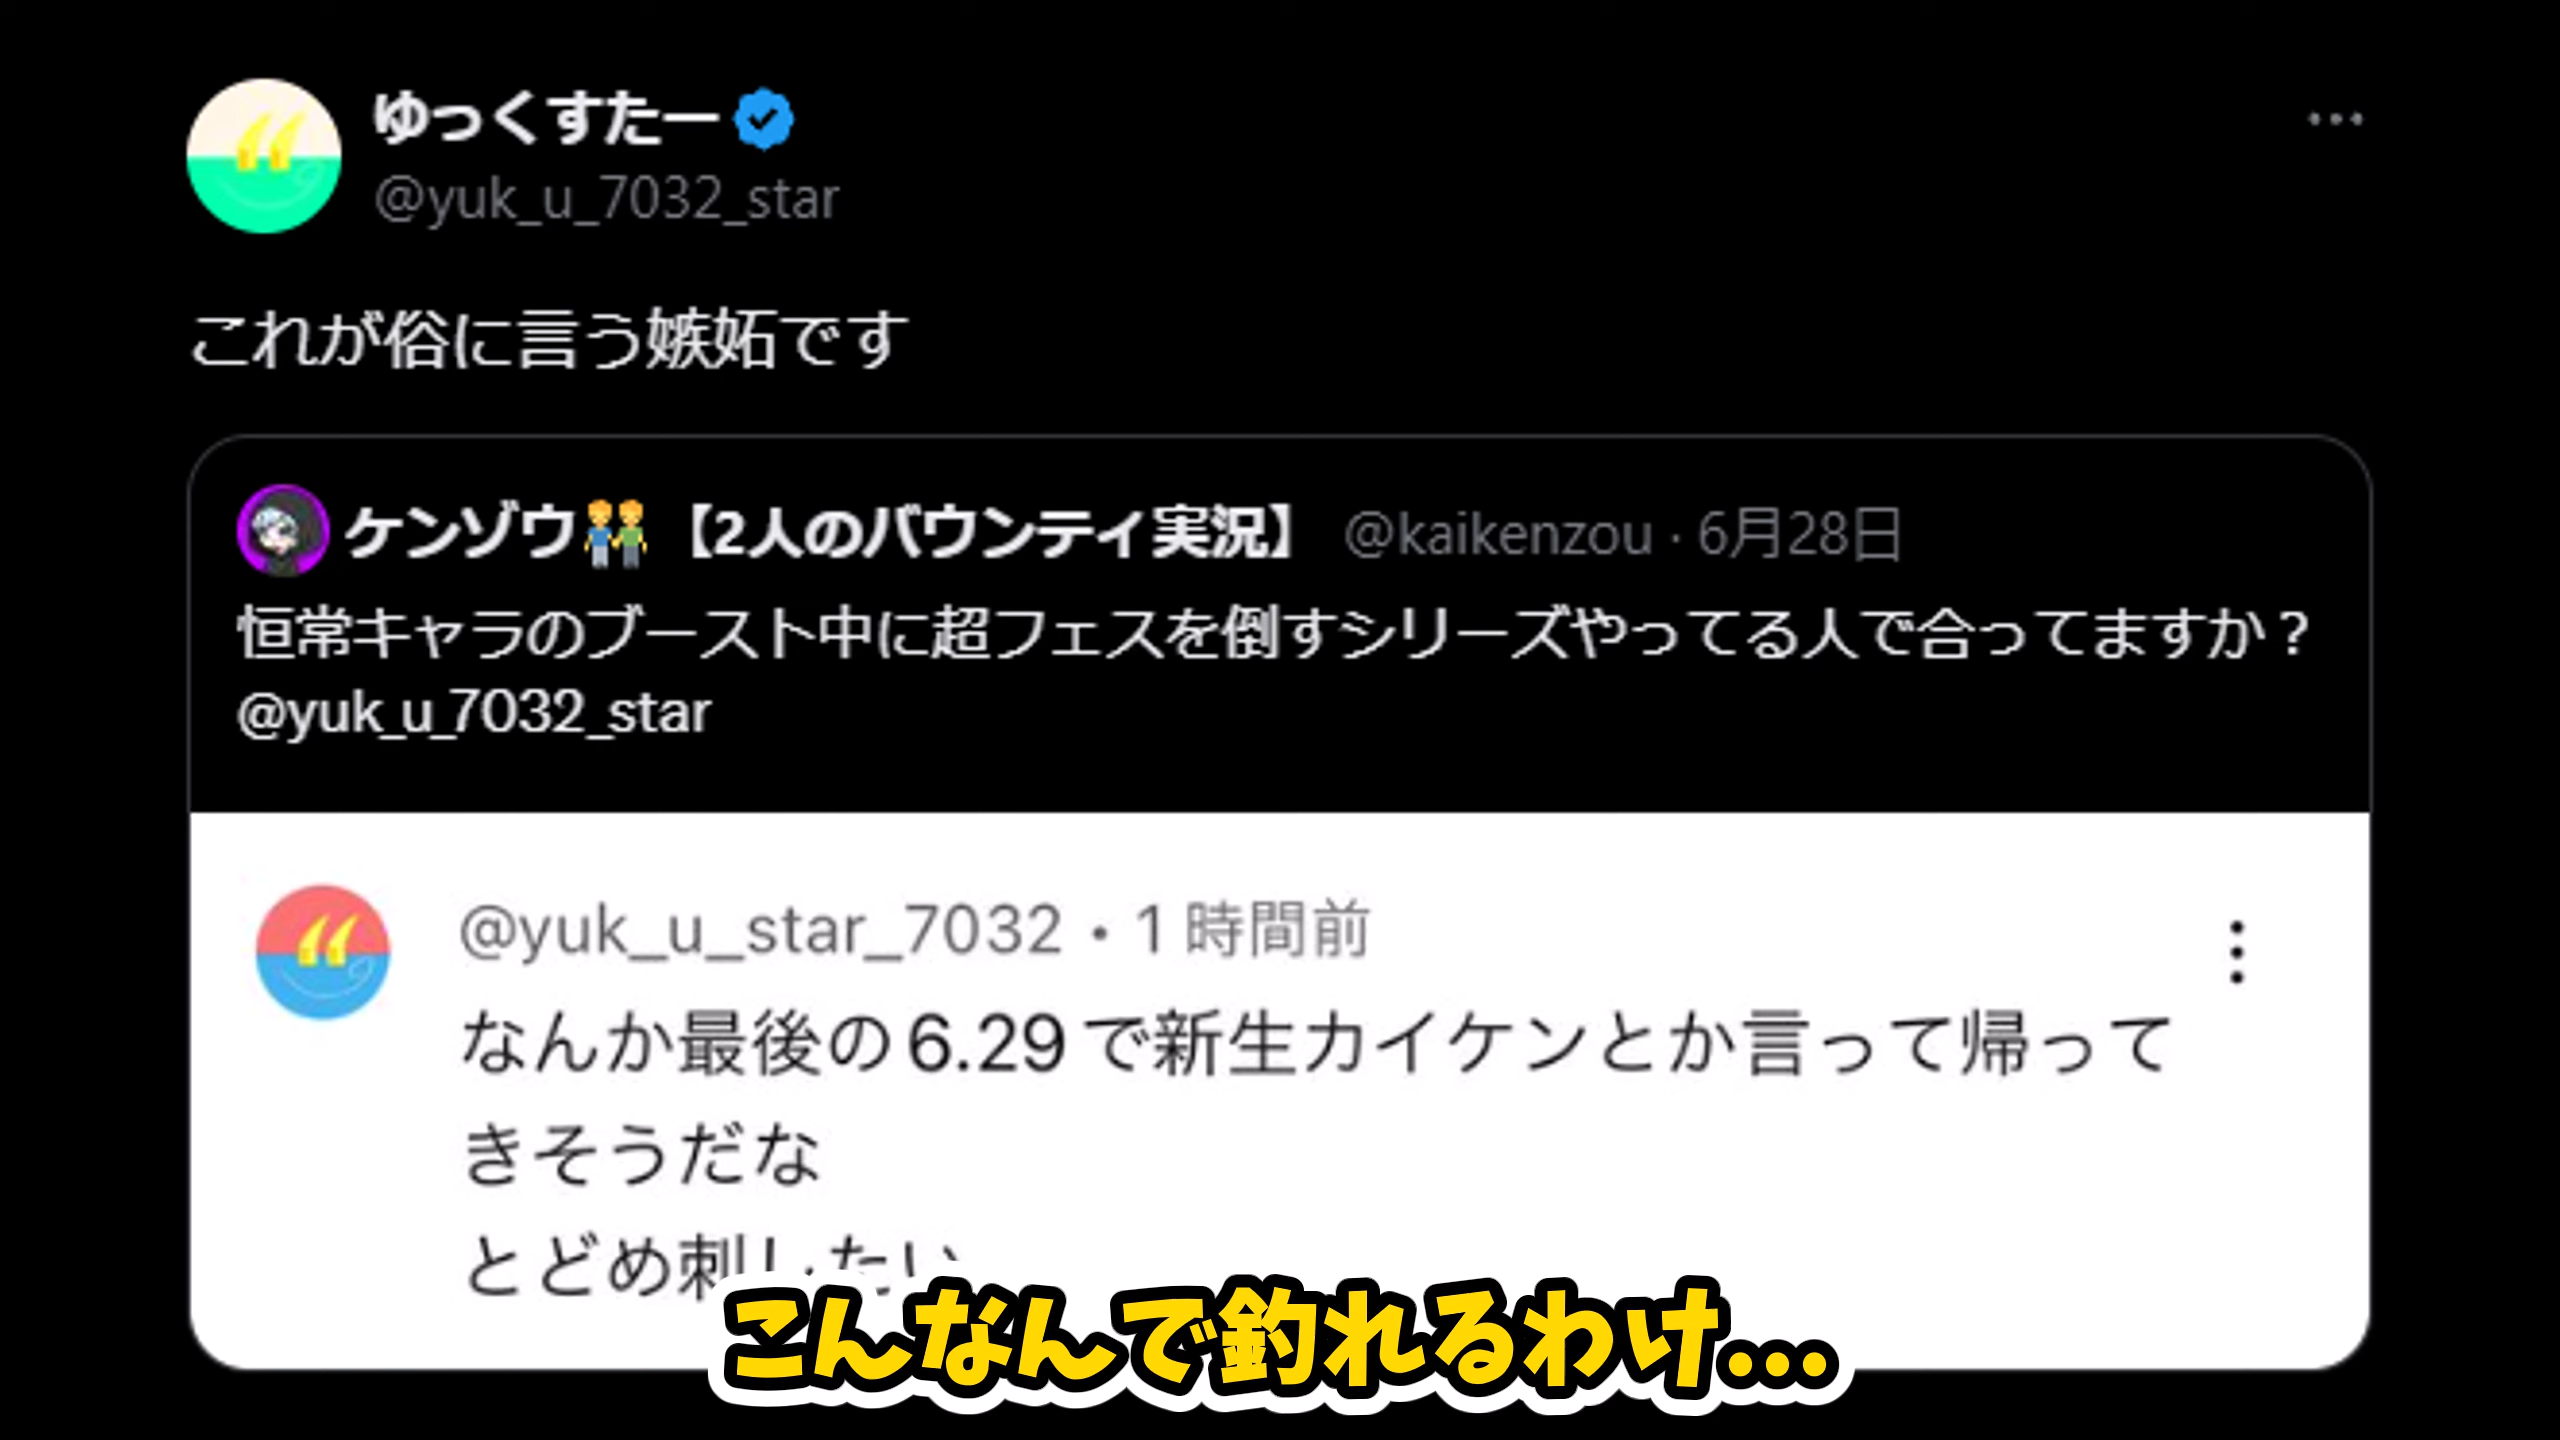 ゆっくすたー
@yuk_u_7032_star
これが俗に言う嫉妬です
ケンゾウ👬【2人のバウンティ実況】 @kaikenzou · 6月28日
恒常キャラのブースト中に超フェスを倒すシリーズやってる人で合ってますか？
@yuk_u_7032_star
@yuk_u_star_7032 • 1 時間前
なんか最後の6.29で新生カイケンとか言って帰って
きそうだな
とどめ刺したい
こんなんで釣れるわけ...